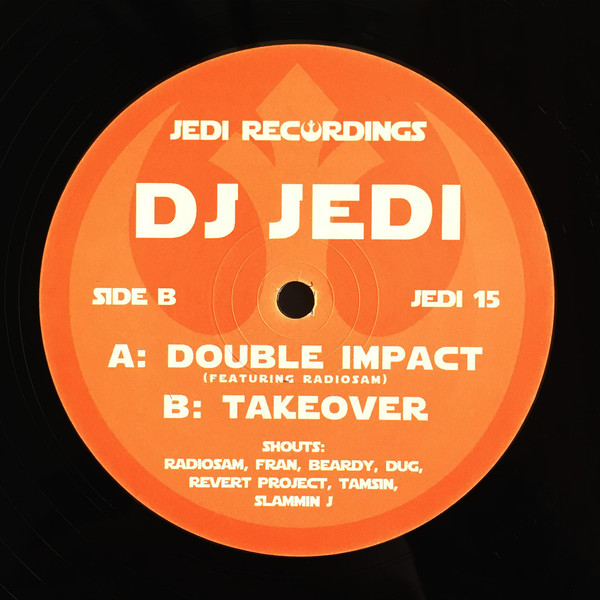 JEDI RECORDINGS
DJ JEDI
SIDE B
JEDI 15
A: DOUBLE IMPACT
(FEATURING RADIOSAM)
B: TAKEOVER
SHOUTS:
RADIOSAM, FRAN, BEARDY, DUG,
REVERT PROJECT, TAMSIN,
SLAMMIN J